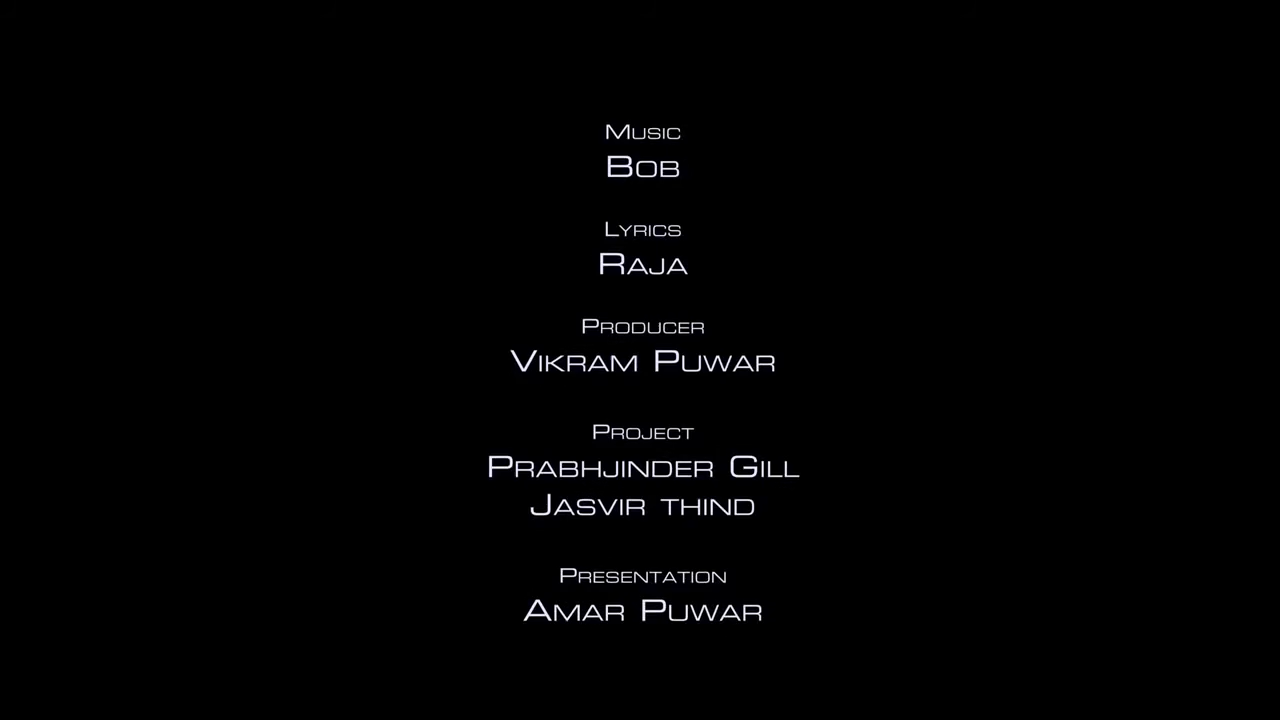 Music
Bob
Lyrics
Raja
Producer
Vikram Puwar
Project
Prabhjinder Gill
Jasvir thind
Presentation
Amar Puwar